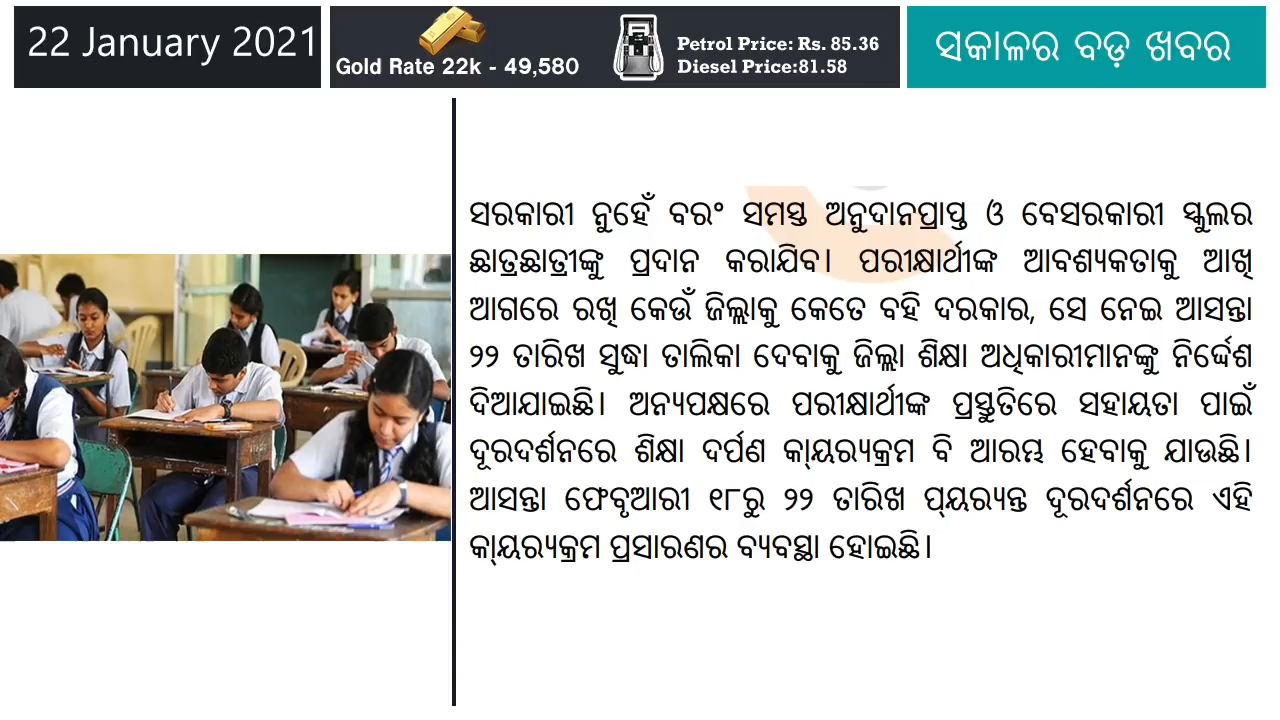 22 January 2021
Gold Rate 22k - 49,580
Petrol Price: Rs. 85.36
Diesel Price:81.58
ସକାଳର ବଡ଼ ଖବର
ସରକାରୀ ନୁହେଁ ବରଂ ସମସ୍ତ ଅନୁଦାନପ୍ରାପ୍ତ ଓ ବେସରକାରୀ ସ୍କୁଲର
ଛାତ୍ରଛାତ୍ରୀଙ୍କୁ ପ୍ରଦାନ କରାଯିବ। ପରୀକ୍ଷାର୍ଥୀଙ୍କ ଆବଶ୍ୟକତାକୁ ଆଖି
ଆଗରେ ରଖି କେଉଁ ଜିଲ୍ଲାକୁ କେତେ ବହି ଦରକାର, ସେ ନେଇ ଆସନ୍ତା
୨୨ ତାରିଖ ସୁଦ୍ଧା ତାଲିକା ଦେବାକୁ ଜିଲ୍ଲା ଶିକ୍ଷା ଅଧିକାରୀମାନଙ୍କୁ ନିର୍ଦ୍ଦେଶ
ଦିଆଯାଇଛି। ଅନ୍ୟପକ୍ଷରେ ପରୀକ୍ଷାର୍ଥୀଙ୍କ ପ୍ରସ୍ତୁତିରେ ସହାୟତା ପାଇଁ
ଦୂରଦର୍ଶନରେ ଶିକ୍ଷା ଦର୍ପଣ କା୍ୟର୍‍ୟକ୍ରମ ବି ଆରମ୍ଭ ହେବାକୁ ଯାଉଛି।
ଆସନ୍ତା ଫେବୃଆରୀ ୧୮ରୁ ୨୨ ତାରିଖ ପ୍‍ୟର୍‍ୟନ୍ତ ଦୂରଦର୍ଶନରେ ଏହି
କା୍ୟର୍‍ୟକ୍ରମ ପ୍ରସାରଣର ବ୍ୟବସ୍ଥା ହୋଇଛି।